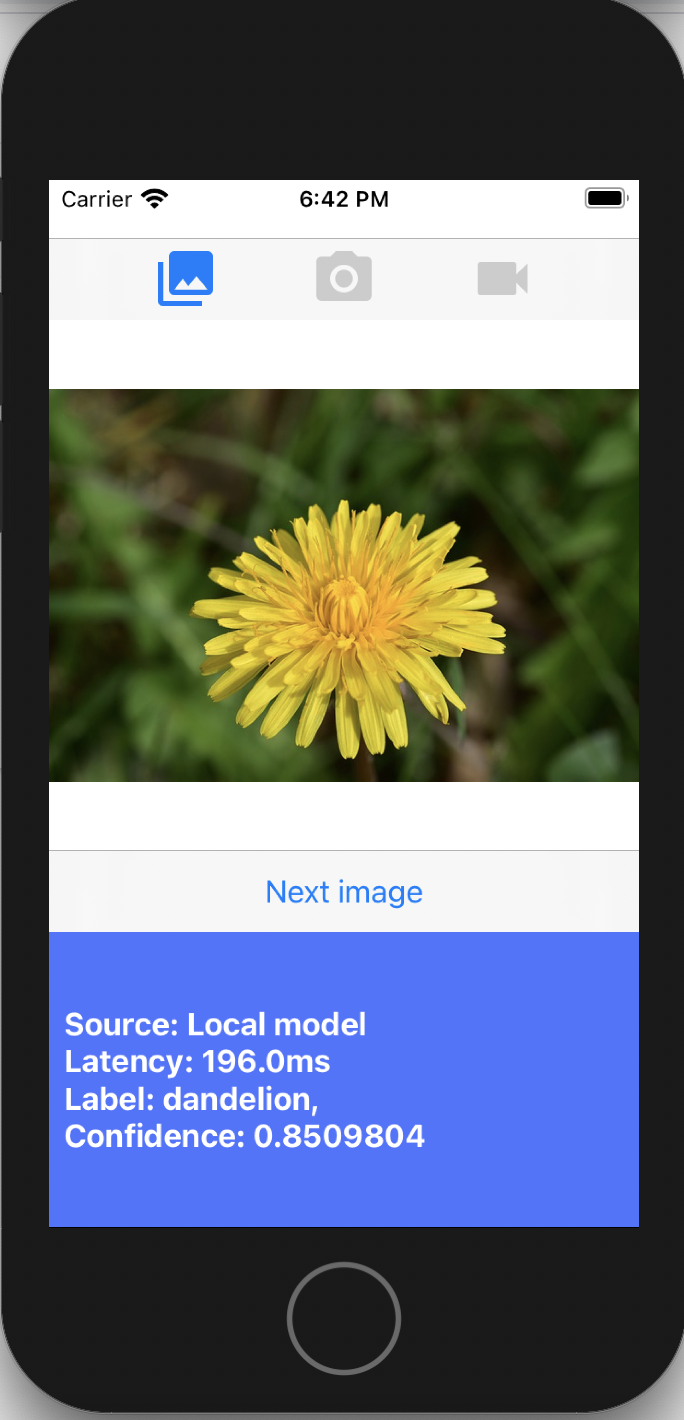 Carrier 6:42 PM
Next image
Source: Local model
Latency: 196.0ms
Label: dandelion,
Confidence: 0.8509804